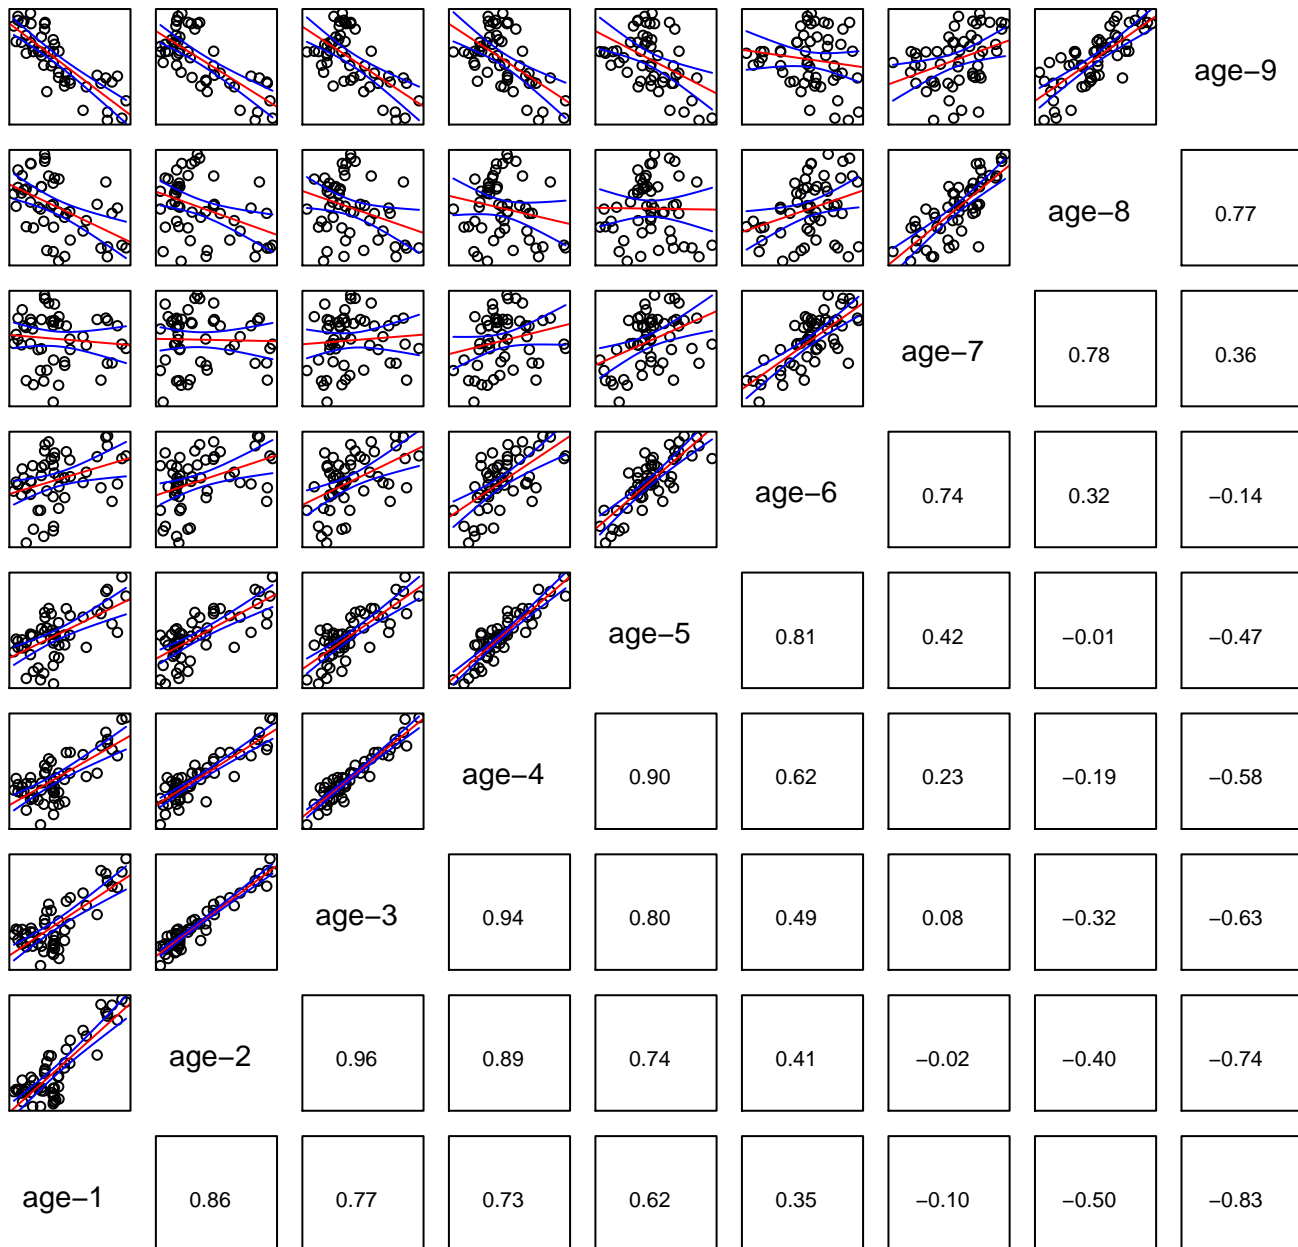 age−9
age−8 0.77
age−7 0.78 0.36
age−6 0.74 0.32 −0.14
age−5 0.81 0.42 −0.01 −0.47
age−4 0.90 0.62 0.23 −0.19 −0.58
age−3 0.94 0.80 0.49 0.08 −0.32 −0.63
age−2 0.96 0.89 0.74 0.41 −0.02 −0.40 −0.74
age−1 0.86 0.77 0.73 0.62 0.35 −0.10 −0.50 −0.83